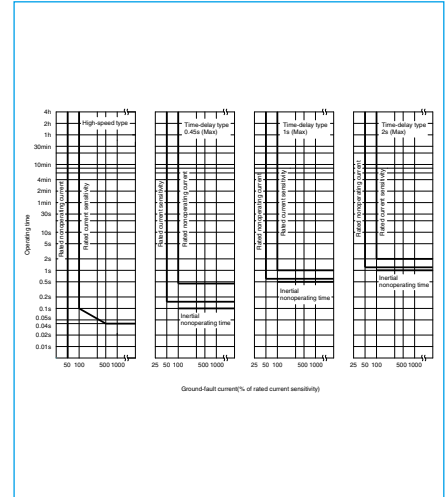 High-speed type
Time-delay type
0.45s (Max)
Time-delay type
1s (Max)
Time-delay type
2s (Max)
4h
2h
1h
30min
10min
4min
2min
1min
30s
10s
5s
2s
1s
0.5s
0.2s
0.1s
0.05s
0.04s
0.02s
0.01s
Operating time
Rated nonoperating current
Rated current sensitivity
Rated current sensitivity
Rated nonoperating current
Rated nonoperating current
Rated current sensitivity
Rated nonoperating current
Rated current sensitivity
Inertial
nonoperating time
Inertial
nonoperating time
Inertial
nonoperating time
50 100 500 1000
25 50 100 500 1000
25 50 100 500 1000
25 50 100 500 1000
Ground-fault current(% of rated current sensitivity)